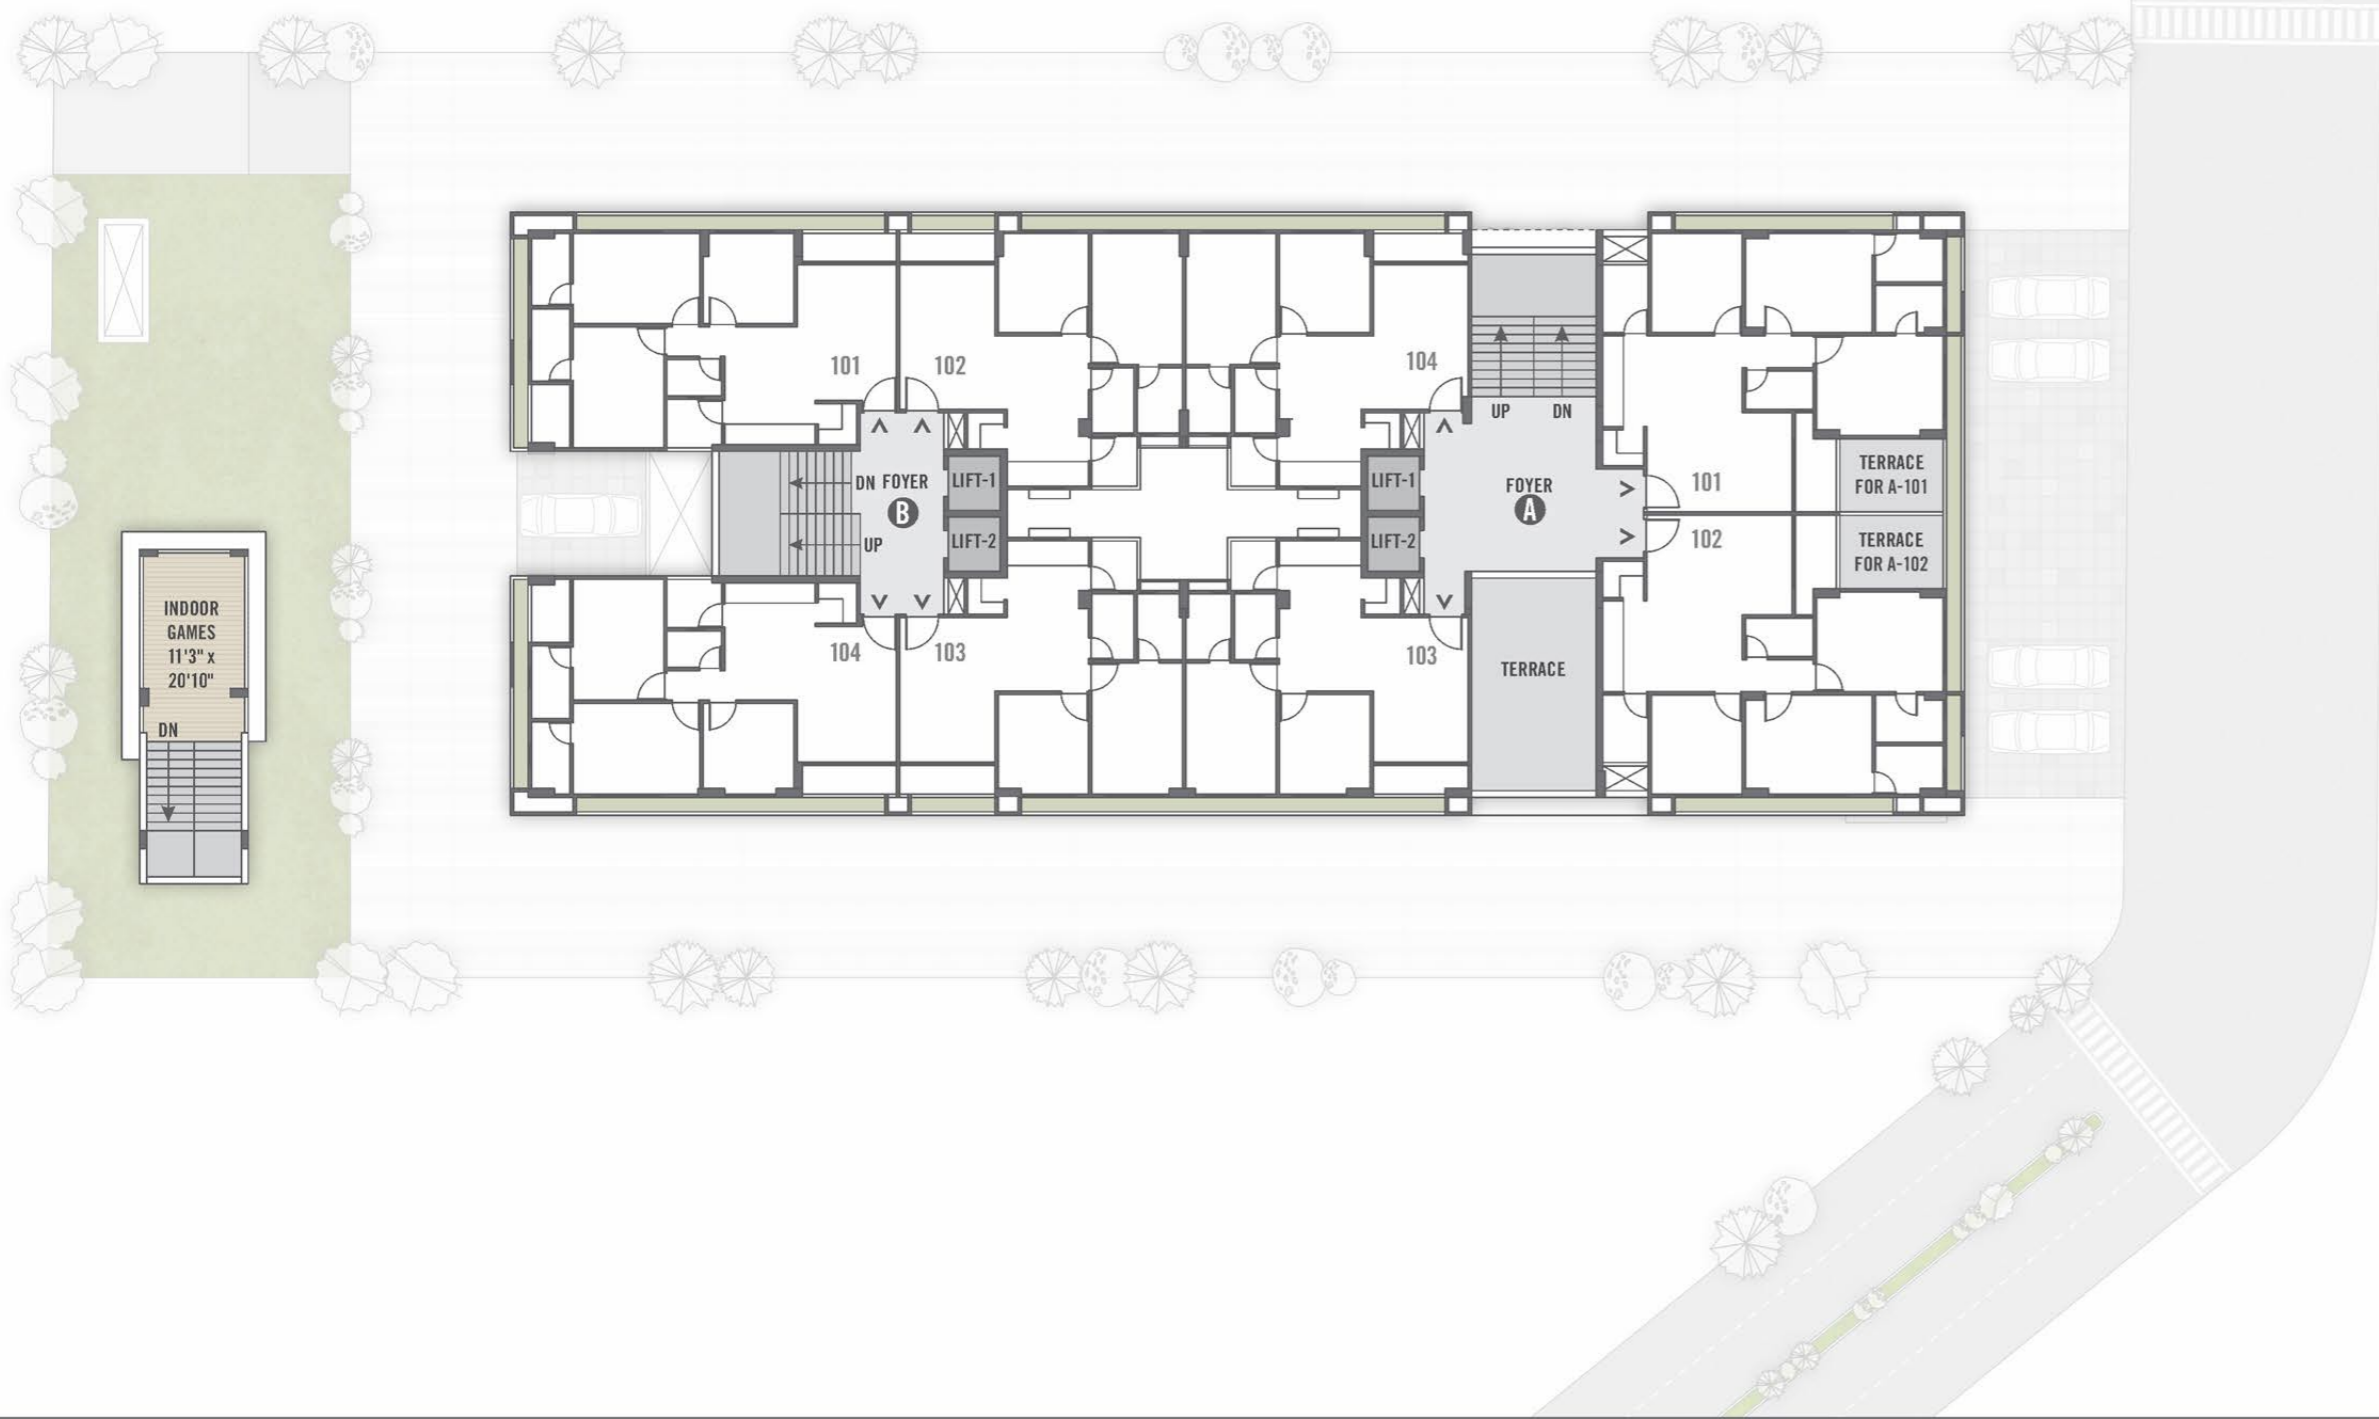 101
102
104
UP
DN
DN
FOYER
B
UP
LIFT-1
LIFT-2
LIFT-1
LIFT-2
FOYER
A
101
102
TERRACE
FOR A-101
TERRACE
FOR A-102
104
103
103
TERRACE
INDOOR
GAMES
11'3" x
20'10"
DN